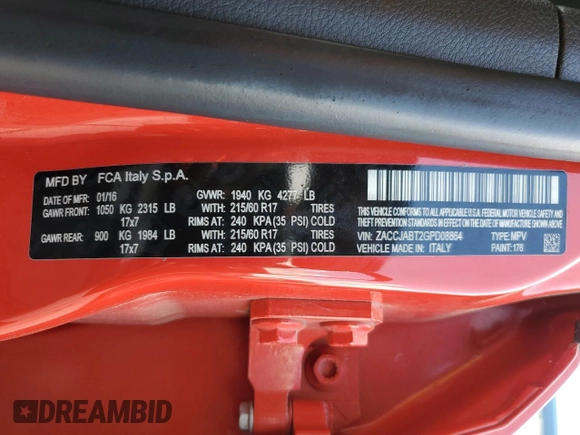 MFD BY FCA Italy S.p.A.
DATE OF MFR: 01/16 GVWR: 1940 KG 4277 LB
GAWR FRONT: 1050 KG 2315 LB WITH: 215/60 R17 TIRES
17x7 RIMS AT: 240 KPA(35 PSI) COLD
GAWR REAR: 900 KG 1984 LB WITH: 215/60 R17 TIRES
17x7 RIMS AT: 240 KPA(35 PSI) COLD
THIS VEHICLE CONFORMS TO ALL APPLICABLE U.S.A. FEDERAL MOTOR VEHICLE SAFETY, BUMPER, AND
THEFT PREVENTION STANDARDS IN EFFECT ON THE DATE OF MANUFACTURE SHOWN ABOVE.
VIN: ZACCJABT2GPD08864 TYPE: MPV
VEHICLE MADE IN: ITALY PAINT: 176
DREAMBID